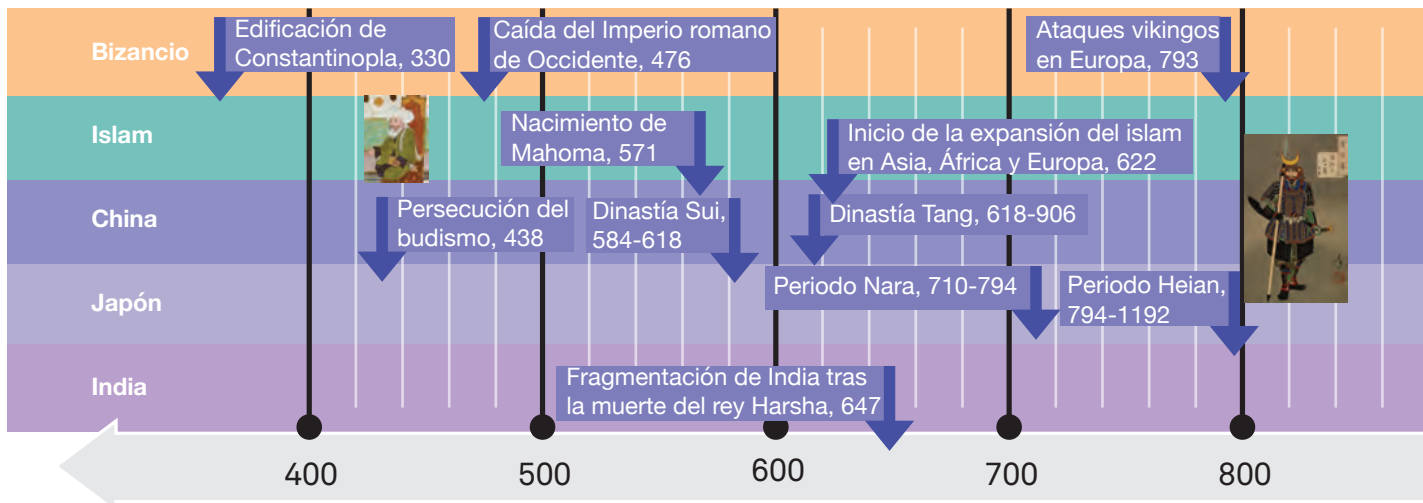 Bizancio
Edificación de
Constantinopla, 330
Caída del Imperio romano
de Occidente, 476
Ataques vikingos
en Europa, 793
Islam
Nacimiento de
Mahoma, 571
Inicio de la expansión del islam
en Asia, África y Europa, 622
China
Persecución del
budismo, 438
Dinastía Sui,
584-618
Dinastía Tang, 618-906
Japón
Periodo Nara, 710-794
Periodo Heian,
794-1192
India
Fragmentación de India tras
la muerte del rey Harsha, 647
400
500
600
700
800